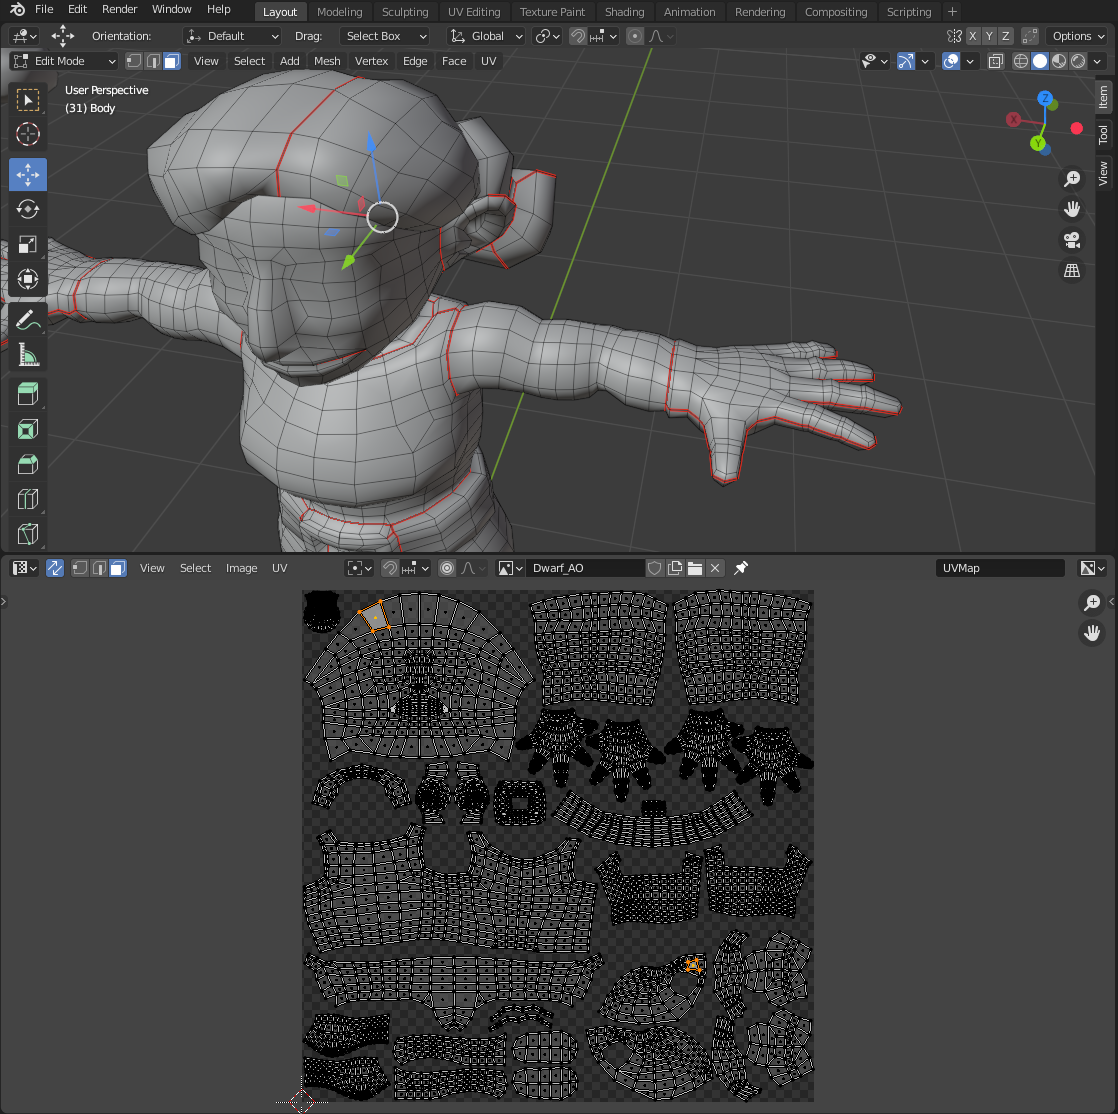 File Edit Render Window Help Layout Modeling Sculpting UV Editing Texture Paint Shading Animation Rendering Compositing Scripting +
Orientation: Default Drag: Select Box Global X Y Z Options
Edit Mode View Select Add Mesh Vertex Edge Face UV
User Perspective
(31) Body
Z
X
Y
Item
Tool
View
View Select Image UV Dwarf_AO UVMap